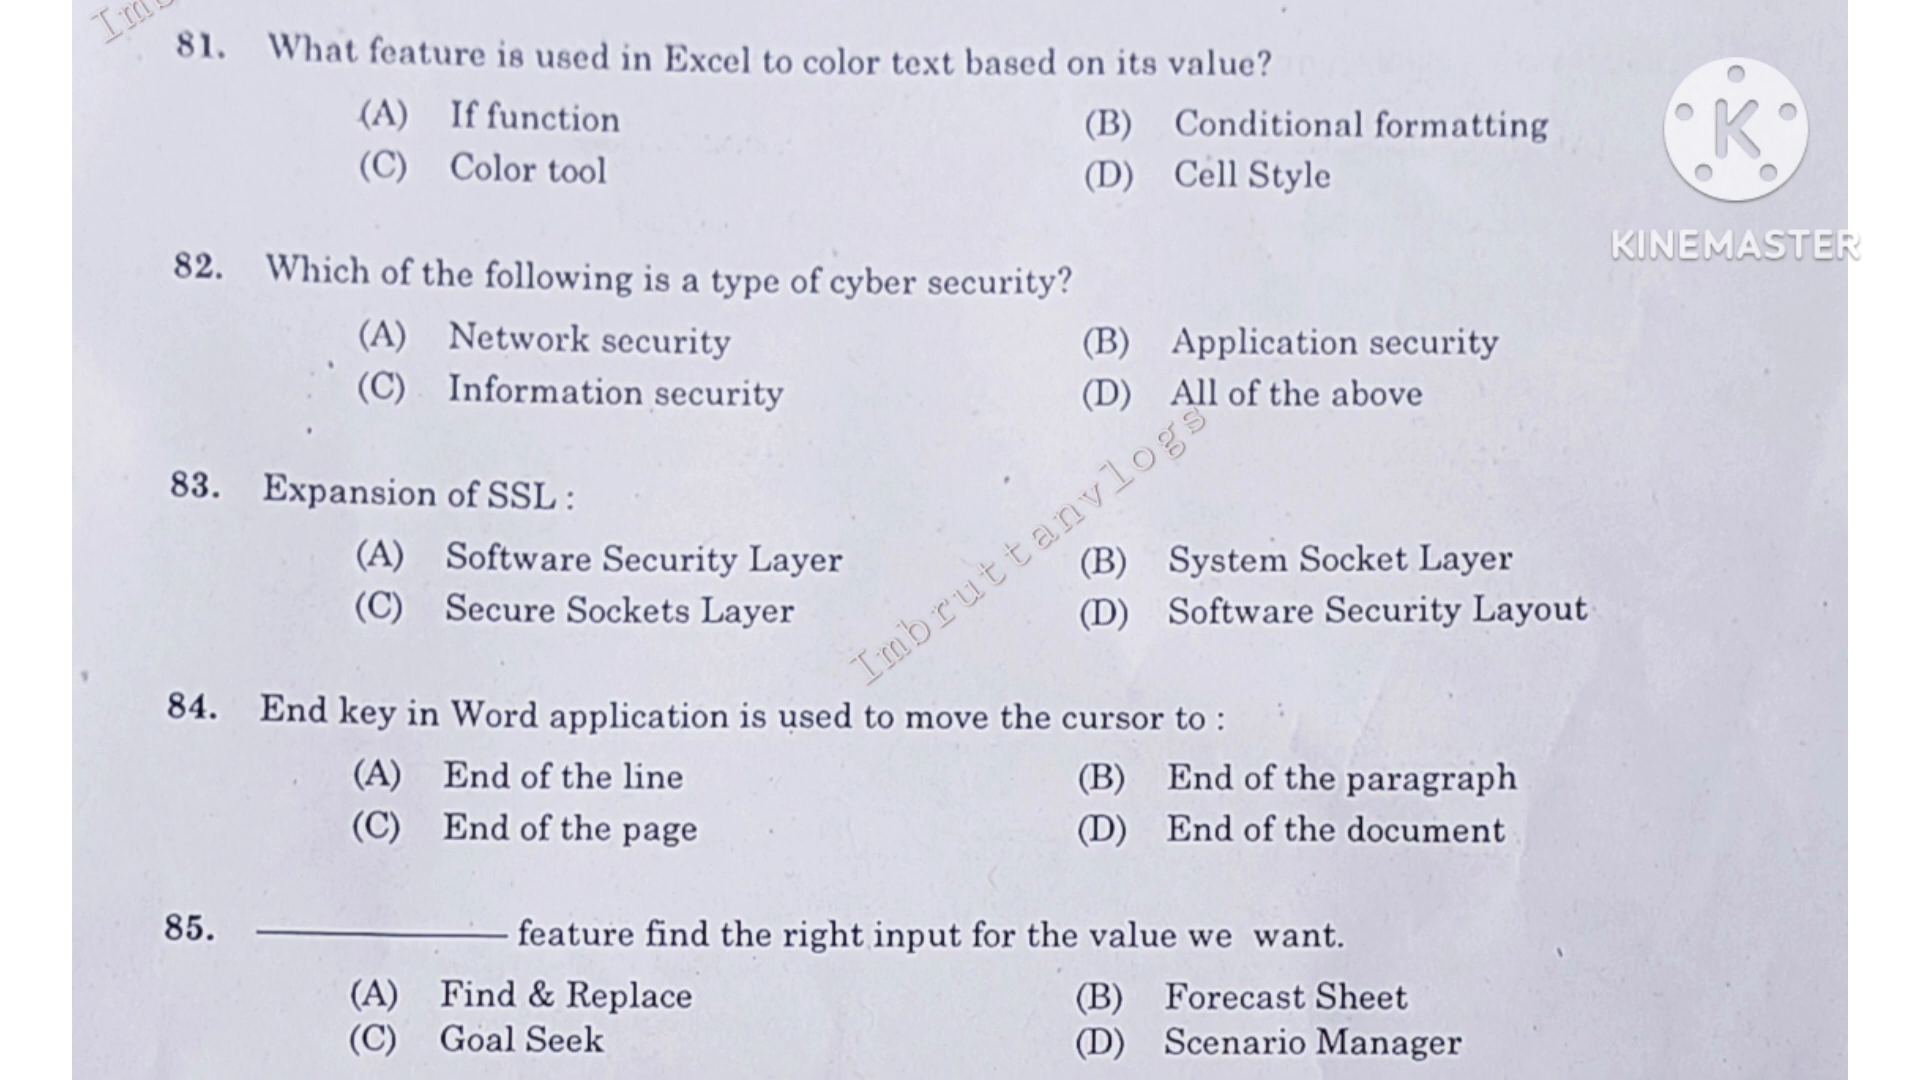 Im
81. What feature is used in Excel to color text based on its value?
(A) If function (B) Conditional formatting
(C) Color tool (D) Cell Style
K
KINEMASTER
82. Which of the following is a type of cyber security?
(A) Network security (B) Application security
(C) Information security (D) All of the above
Imbruttanvlogs
83. Expansion of SSL :
(A) Software Security Layer (B) System Socket Layer
(C) Secure Sockets Layer (D) Software Security Layout
84. End key in Word application is used to move the cursor to :
(A) End of the line (B) End of the paragraph
(C) End of the page (D) End of the document
85. ____________ feature find the right input for the value we want.
(A) Find & Replace (B) Forecast Sheet
(C) Goal Seek (D) Scenario Manager